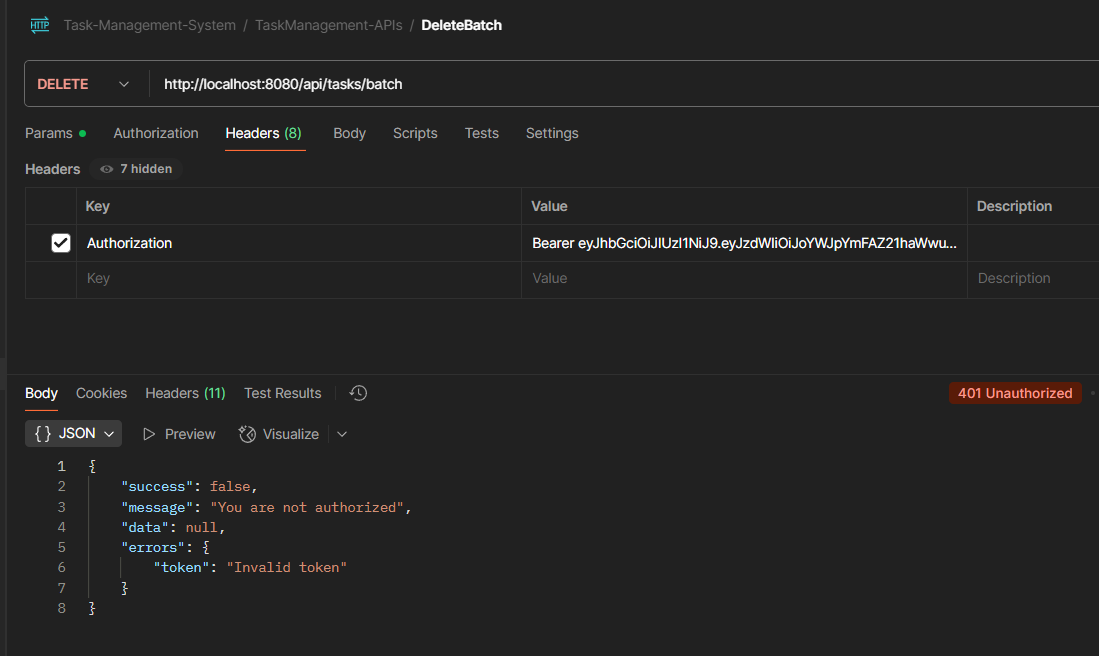 HTTP Task-Management-System / TaskManagement-APIs / DeleteBatch
DELETE http://localhost:8080/api/tasks/batch
Params Authorization Headers (8) Body Scripts Tests Settings
Headers 7 hidden
Key Value Description
Authorization Bearer eyJhbGciOiJIUzI1NiJ9.eyJzdWIiOiJoYWJpYmFAZ21haWwu...
Key Value Description
Body Cookies Headers (11) Test Results 401 Unauthorized
{} JSON Preview Visualize
1 {
2 "success": false,
3 "message": "You are not authorized",
4 "data": null,
5 "errors": {
6 "token": "Invalid token"
7 }
8 }